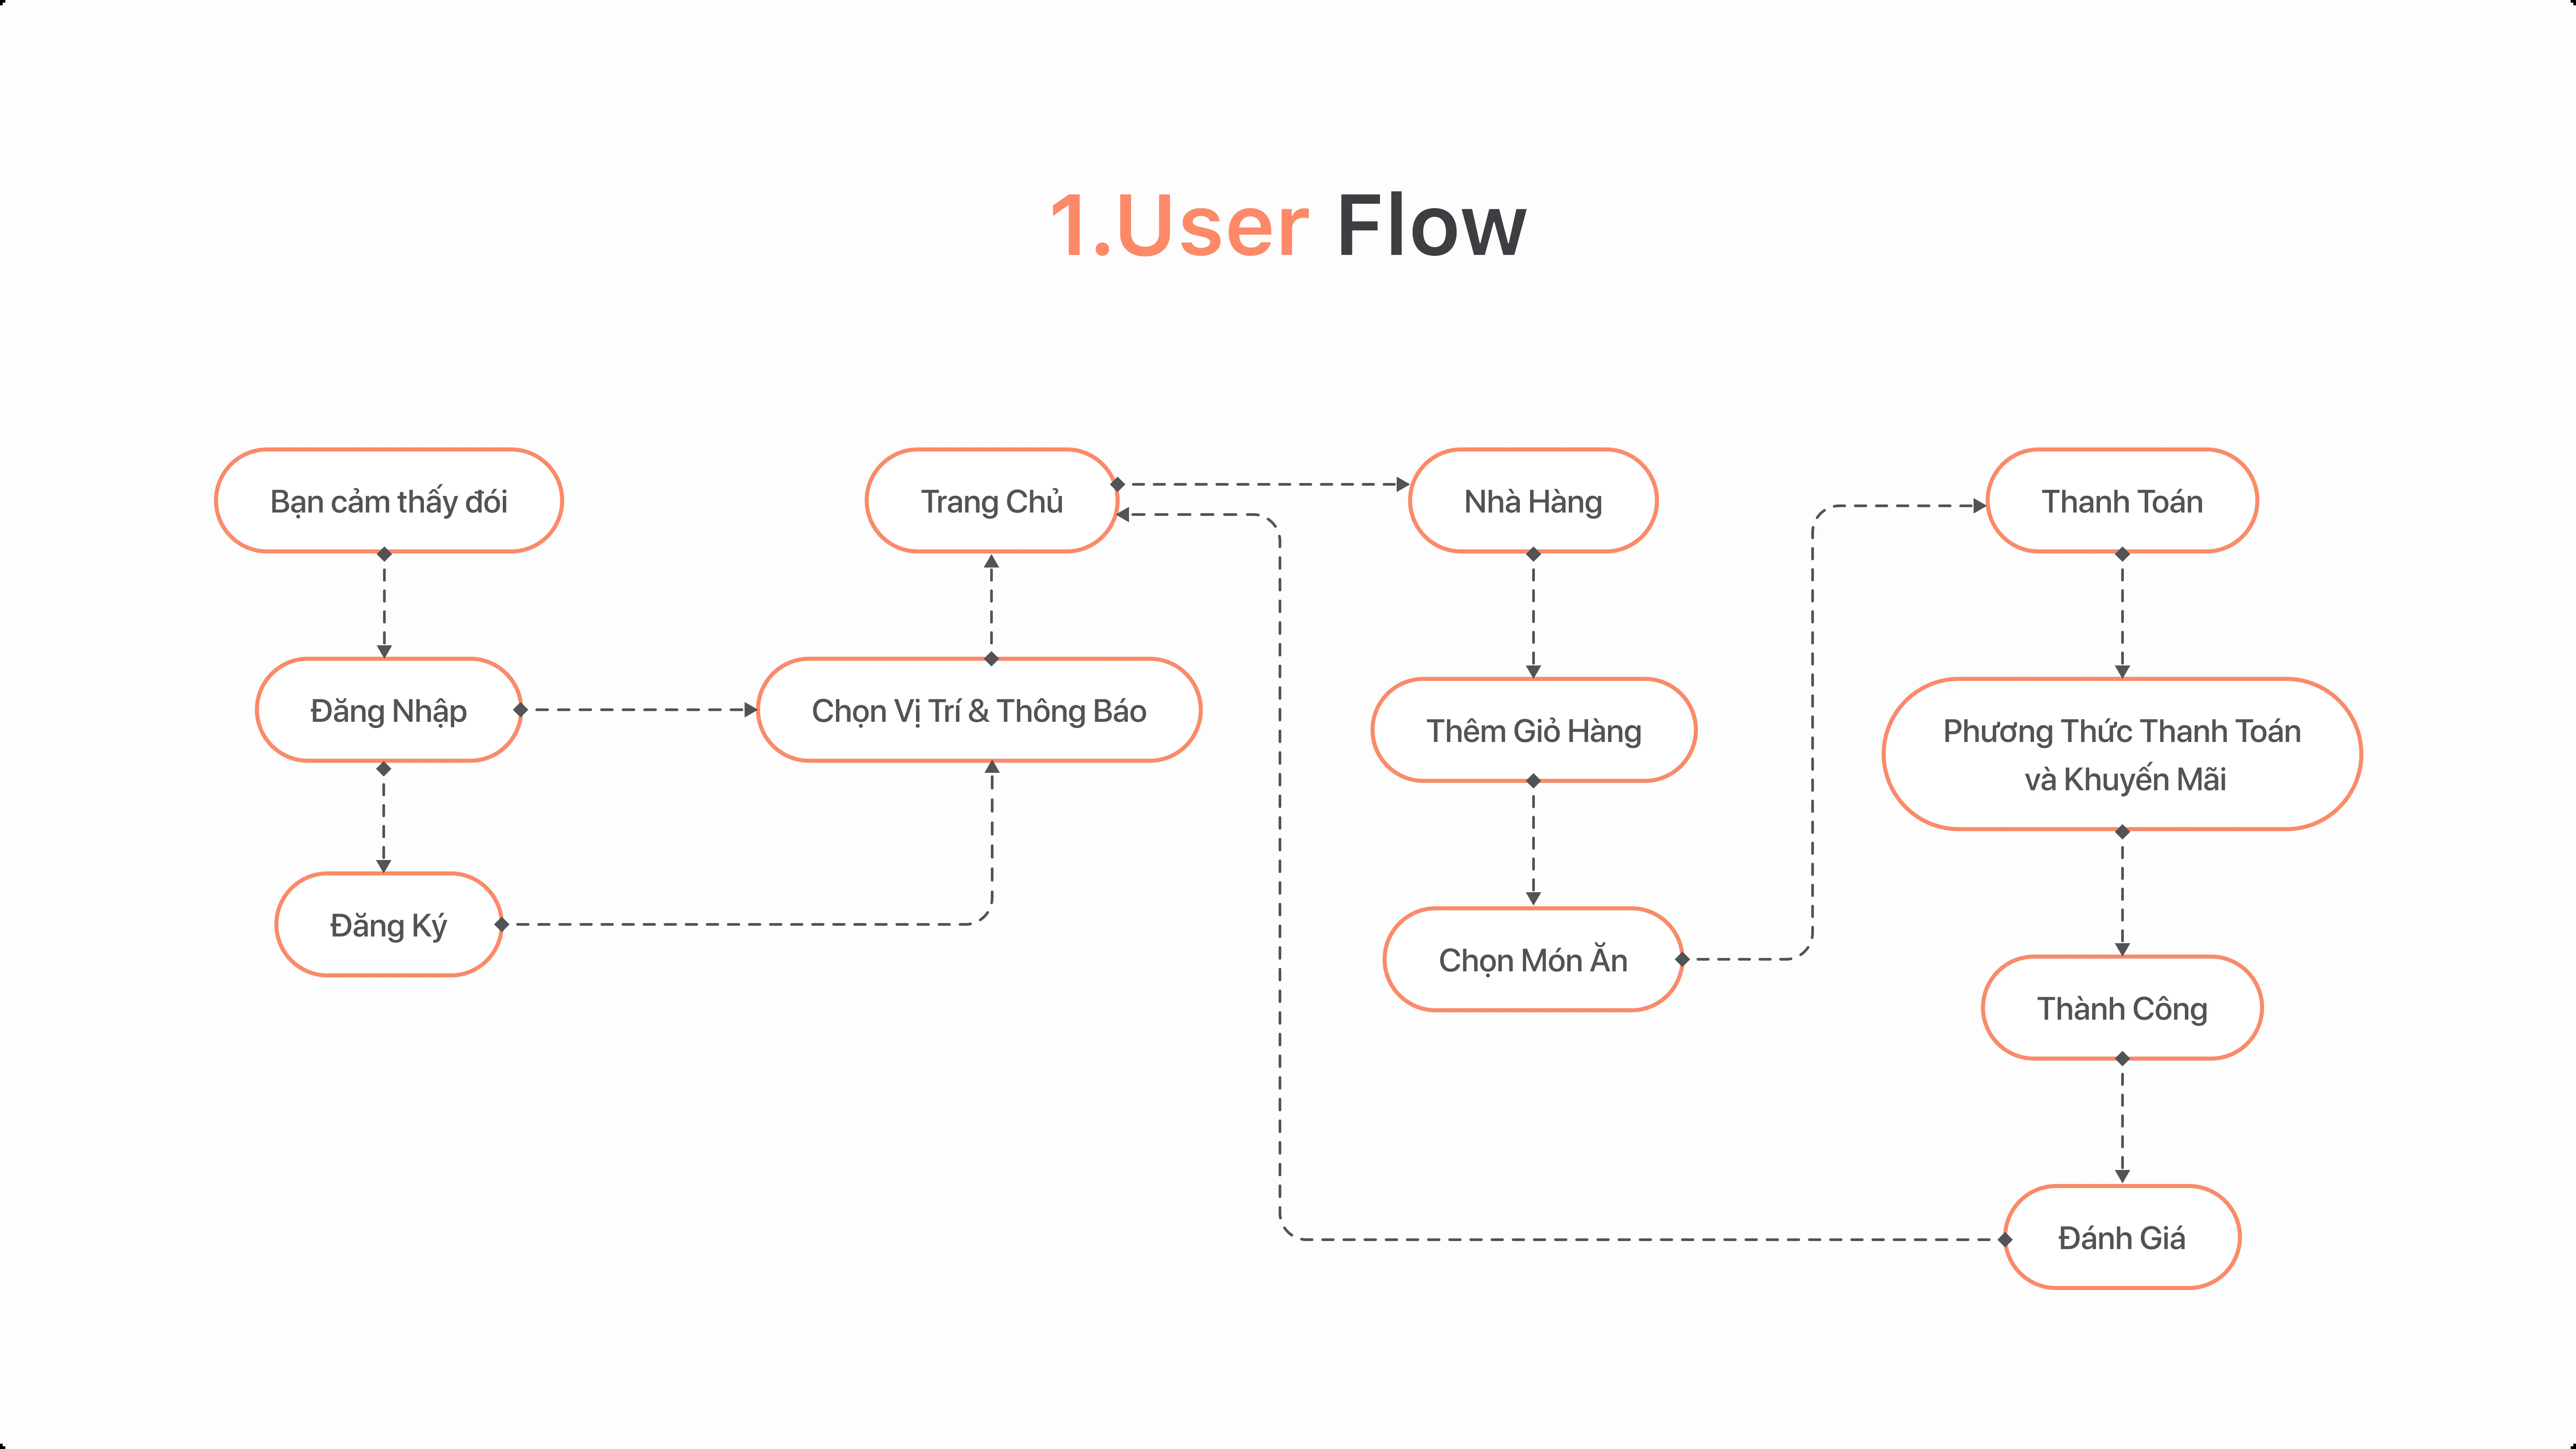 1.User Flow
Bạn cảm thấy đói
Đăng Nhập
Đăng Ký
Trang Chủ
Chọn Vị Trí & Thông Báo
Nhà Hàng
Thêm Giỏ Hàng
Chọn Món Ăn
Thanh Toán
Phương Thức Thanh Toán
và Khuyến Mãi
Thành Công
Đánh Giá